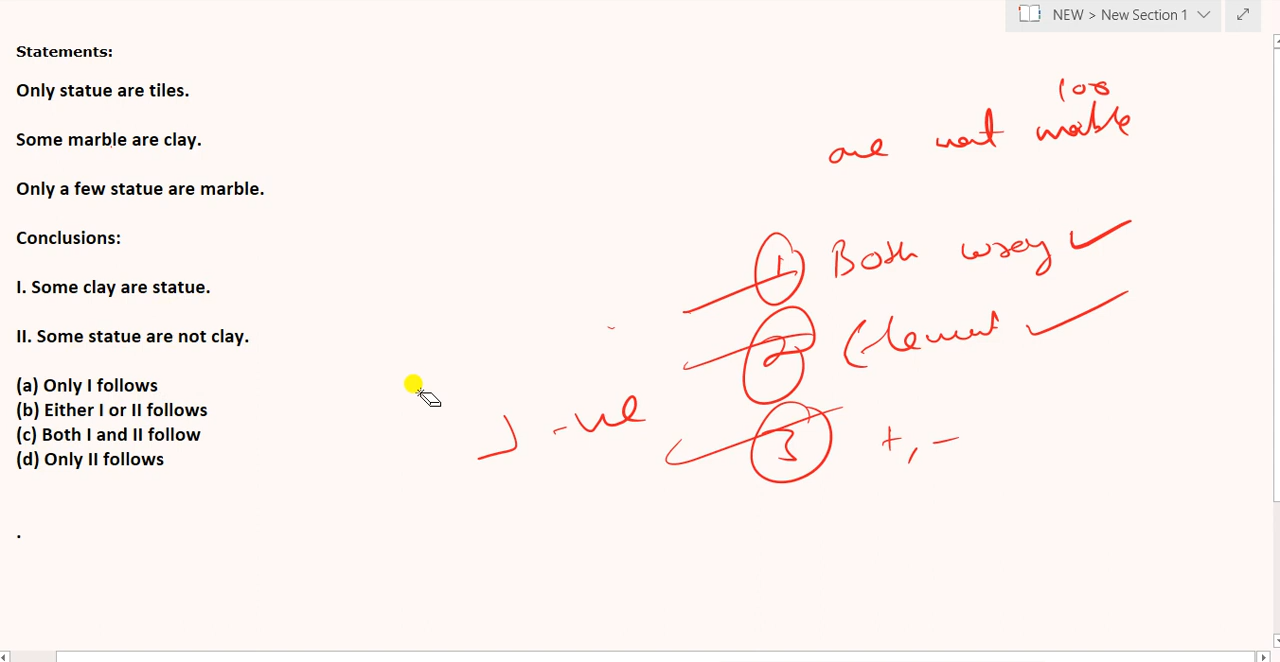 NEW > New Section 1
Statements:
Only statue are tiles.
Some marble are clay.
Only a few statue are marble.
Conclusions:
I. Some clay are statue.
II. Some statue are not clay.
(a) Only I follows
(b) Either I or II follows
(c) Both I and II follow
(d) Only II follows
.
are not marble
1 Both
2 Element
3 +, -
-ve